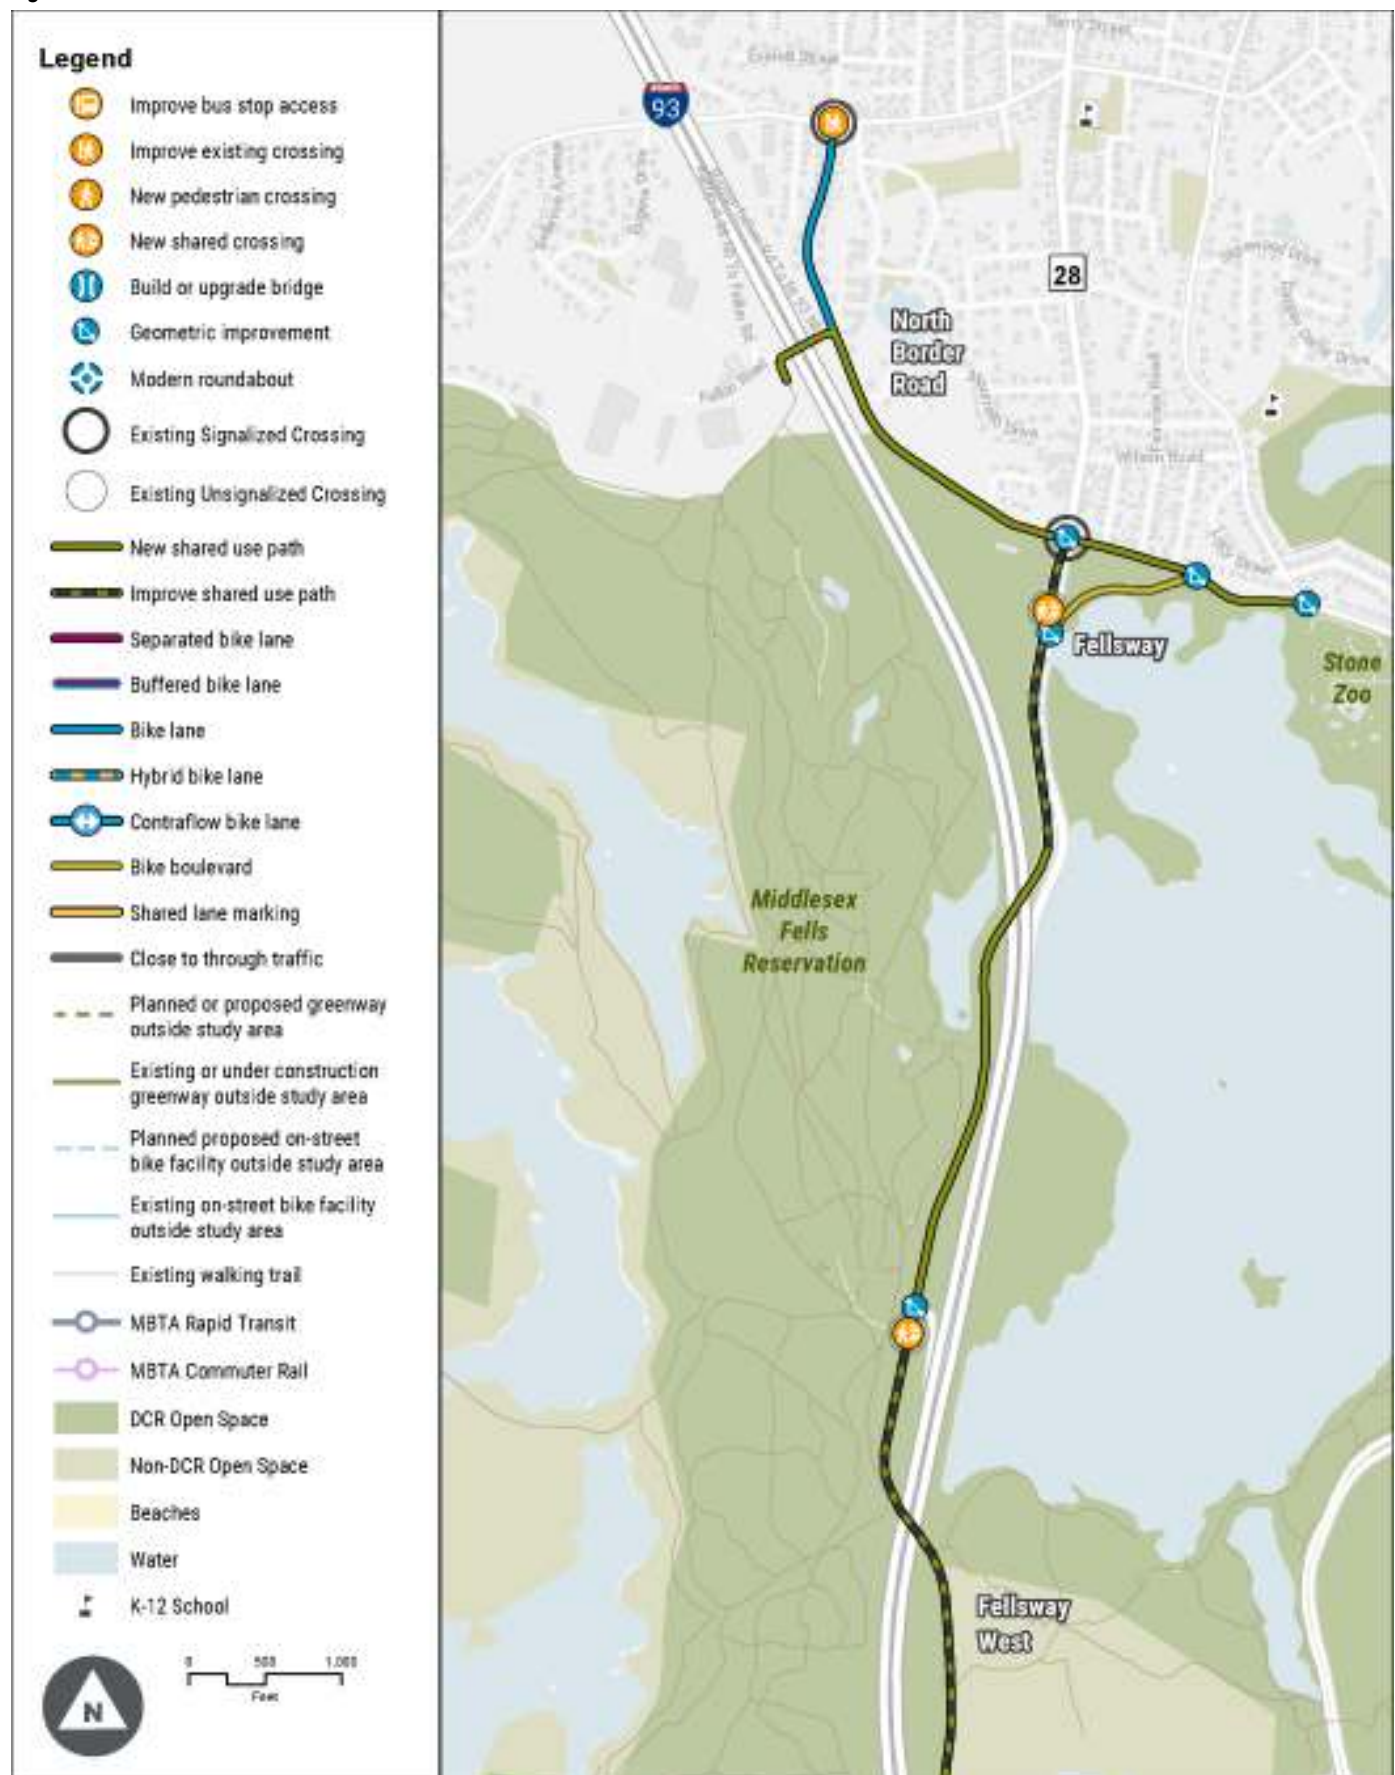 Legend
Improve bus stop access
Improve existing crossing
New pedestrian crossing
New shared crossing
Build or upgrade bridge
Geometric improvement
Modern roundabout
Existing Signalized Crossing
Existing Unsignalized Crossing
New shared use path
Improve shared use path
Separated bike lane
Buffered bike lane
Bike lane
Hybrid bike lane
Contraflow bike lane
Bike boulevard
Shared lane marking
Close to through traffic
Planned or proposed greenway
outside study area
Existing or under construction
greenway outside study area
Planned proposed on-street
bike facility outside study area
Existing on-street bike facility
outside study area
Existing walking trail
MBTA Rapid Transit
MBTA Commuter Rail
DCR Open Space
Non-DCR Open Space
Beaches
Water
K-12 School
N
0 500 1,000
Feet
93
28
North
Border
Road
Wilson Road
Fellsway
Stone
Zoo
Middlesex
Fells
Reservation
Fellsway
West